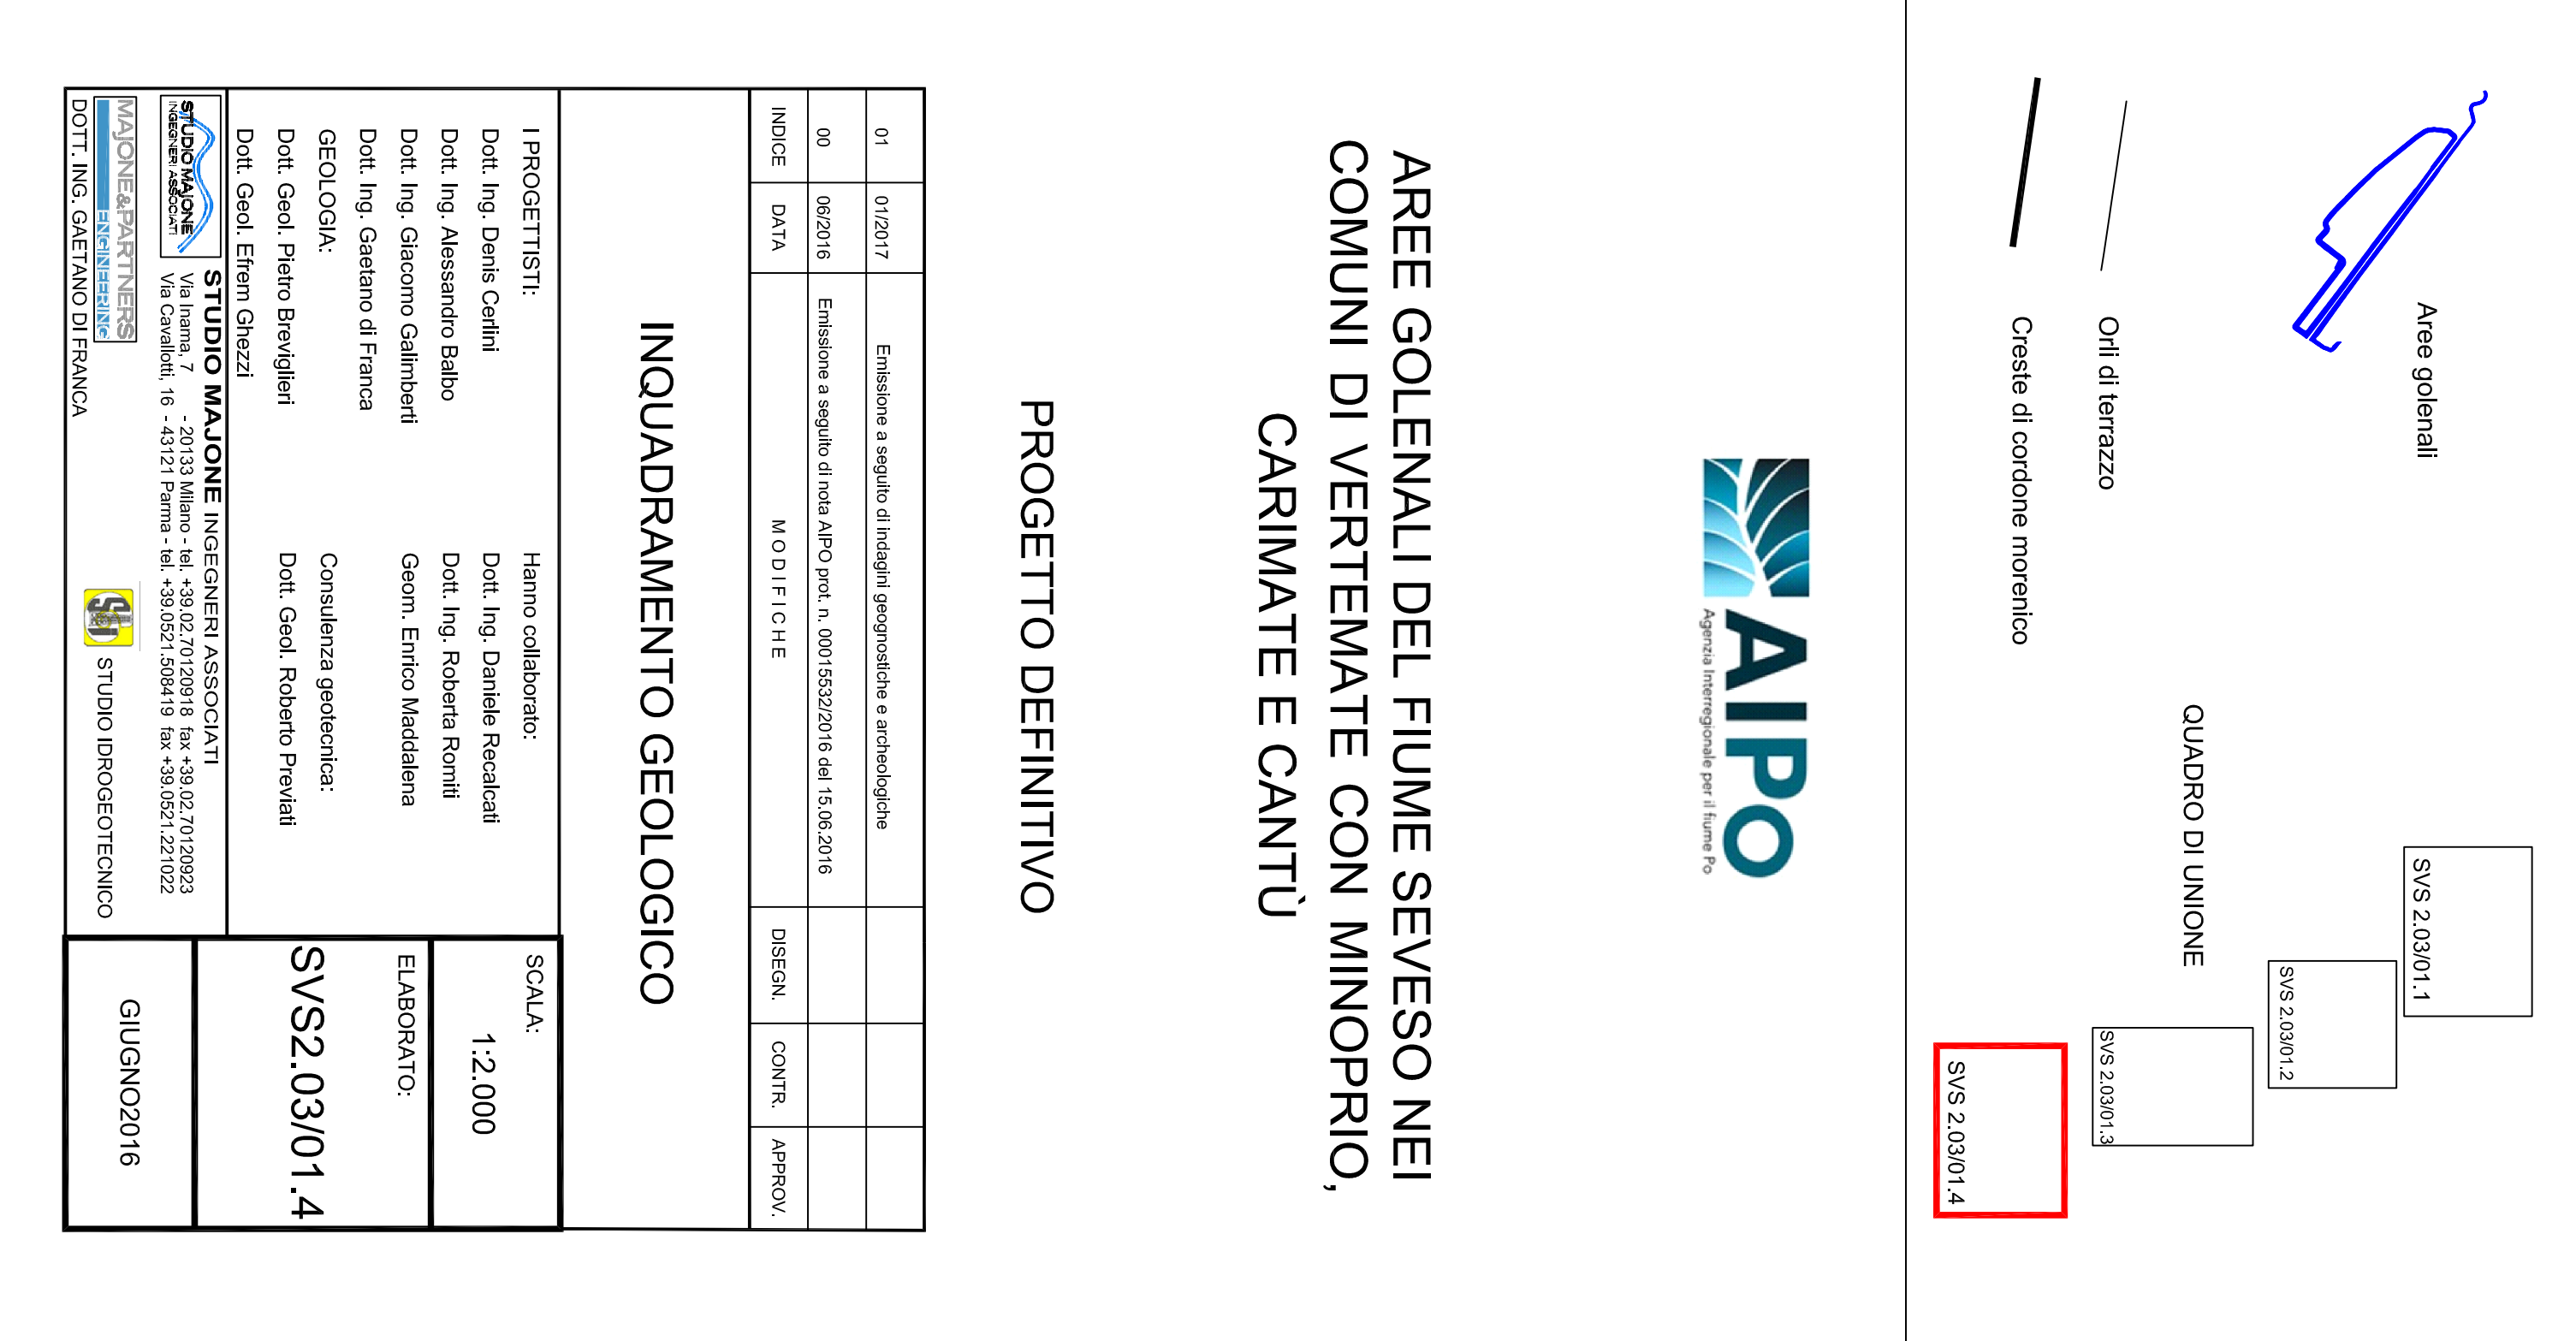 Aree golenali
Orli di terrazzo
Creste di cordone morenico
QUADRO DI UNIONE
SVS 2.03/01.1
SVS 2.03/01.2
SVS 2.03/01.3
SVS 2.03/01.4
AIPO
Agenzia Interregionale per il fiume Po
AREE GOLENALI DEL FIUME SEVESO NEI
COMUNI DI VERTEMATE CON MINOPRIO,
CARIMATE E CANTÙ
PROGETTO DEFINITIVO
01 01/2017 Emissione a seguito di indagini geognostiche e archeologiche
00 06/2016 Emissione a seguito di nota AIPO prot. n. 00015532/2016 del 15.06.2016
INDICE DATA MODIFICHE DISEGN. CONTR. APPROV.
INQUADRAMENTO GEOLOGICO
I PROGETTISTI:
Dott. Ing. Denis Cerlini
Dott. Ing. Alessandro Balbo
Dott. Ing. Giacomo Galimberti
Dott. Ing. Gaetano di Franca
GEOLOGIA:
Dott. Geol. Pietro Breviglieri
Dott. Geol. Efrem Ghezzi
Hanno collaborato:
Dott. Ing. Daniele Recalcati
Dott. Ing. Roberta Romiti
Geom. Enrico Maddalena
Consulenza geotecnica:
Dott. Geol. Roberto Previati
SCALA:
1:2.000
ELABORATO:
SVS2.03/01.4
GIUGNO2016
STUDIO MAJONE
INGEGNERI ASSOCIATI
STUDIO MAJONE INGEGNERI ASSOCIATI
Via Inama, 7 - 20133 Milano - tel. +39.02.70120918 fax +39.02.70120923
Via Cavallotti, 16 - 43121 Parma - tel. +39.0521.508419 fax +39.0521.221022
MAJONE&PARTNERS
ENGINEERING
DOTT. ING. GAETANO DI FRANCA
STUDIO IDROGEOTECNICO